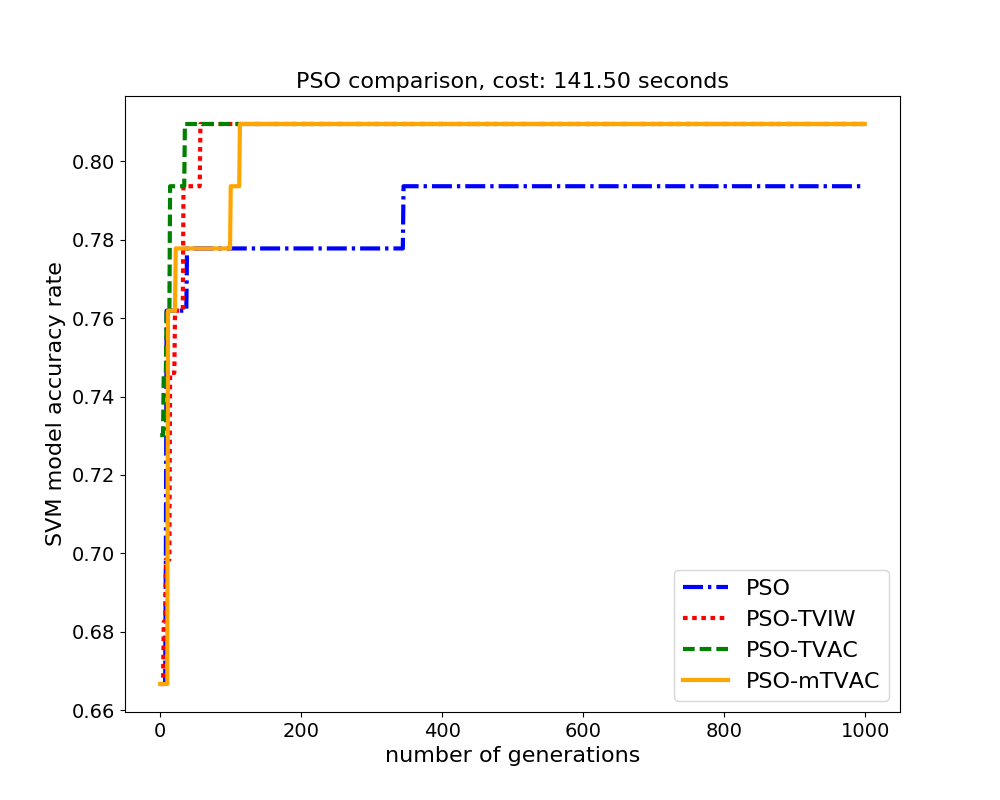 PSO comparison, cost: 141.50 seconds
SVM model accuracy rate
0.80
0.78
0.76
0.74
0.72
0.70
0.68
0.66
0 200 400 600 800 1000
number of generations
PSO
PSO-TVIW
PSO-TVAC
PSO-mTVAC